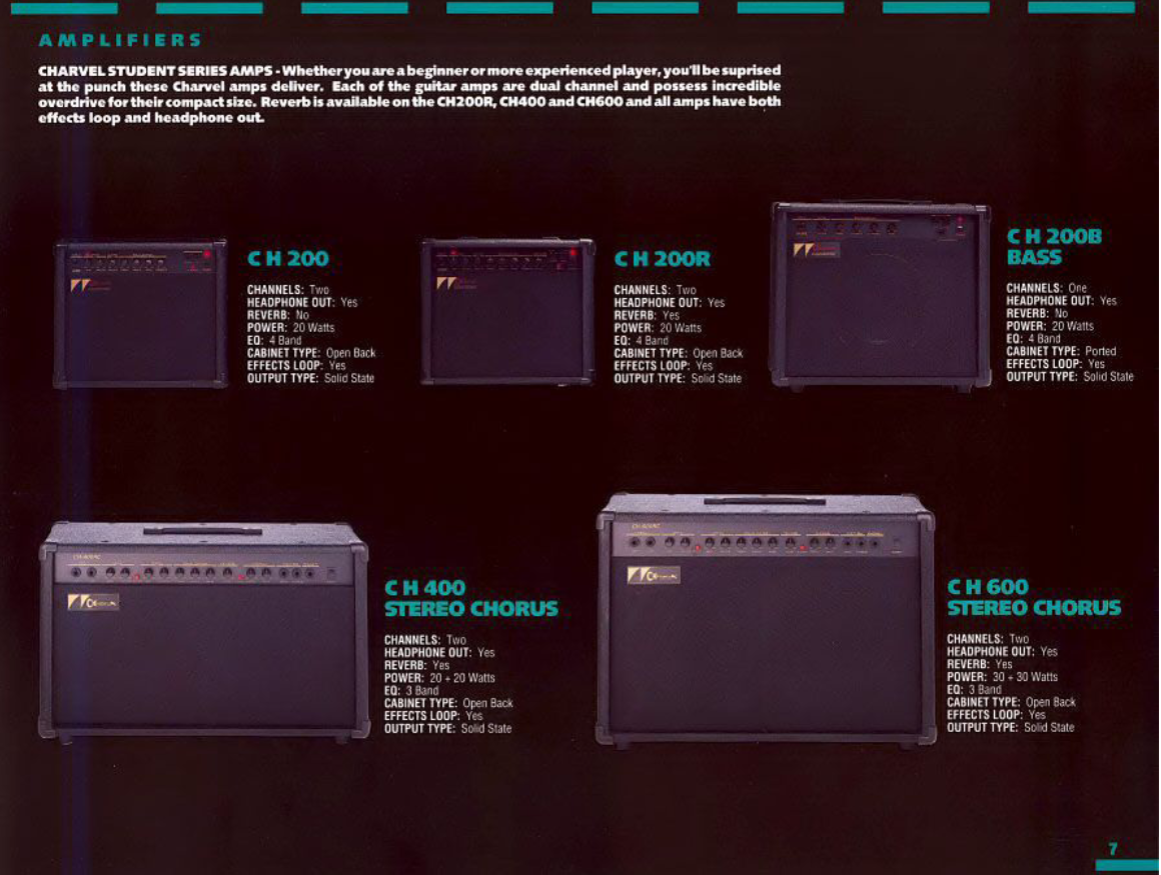 AMPLIFIERS
CHARVEL STUDENT SERIES AMPS - Whether you are a beginner or more experienced player, you'll be suprised
at the punch these Charvel amps deliver. Each of the guitar amps are dual channel and possess incredible
overdrive for their compact size. Reverb is available on the CH200R, CH400 and CH600 and all amps have both
effects loop and headphone out.
CH 200
CHANNELS: Two
HEADPHONE OUT: Yes
REVERB: No
POWER: 20 Watts
EQ: 4 Band
CABINET TYPE: Open Back
EFFECTS LOOP: Yes
OUTPUT TYPE: Solid State
CH 200R
CHANNELS: Two
HEADPHONE OUT: Yes
REVERB: Yes
POWER: 20 Watts
EQ: 4 Band
CABINET TYPE: Open Back
EFFECTS LOOP: Yes
OUTPUT TYPE: Solid State
CH 200B
BASS
CHANNELS: One
HEADPHONE OUT: Yes
REVERB: No
POWER: 20 Watts
EQ: 4 Band
CABINET TYPE: Ported
EFFECTS LOOP: Yes
OUTPUT TYPE: Solid State
CH 400
STEREO CHORUS
CHANNELS: Two
HEADPHONE OUT: Yes
REVERB: Yes
POWER: 20 + 20 Watts
EQ: 3 Band
CABINET TYPE: Open Back
EFFECTS LOOP: Yes
OUTPUT TYPE: Solid State
CH 600
STEREO CHORUS
CHANNELS: Two
HEADPHONE OUT: Yes
REVERB: Yes
POWER: 30 + 30 Watts
EQ: 3 Band
CABINET TYPE: Open Back
EFFECTS LOOP: Yes
OUTPUT TYPE: Solid State
7